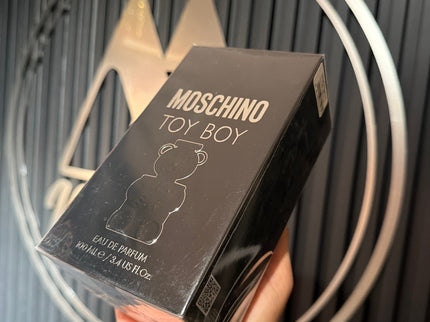 MOSCHINO
TOY BOY
EAU DE PARFUM
100 ml ℮ / 3.4 US Fl.Oz.